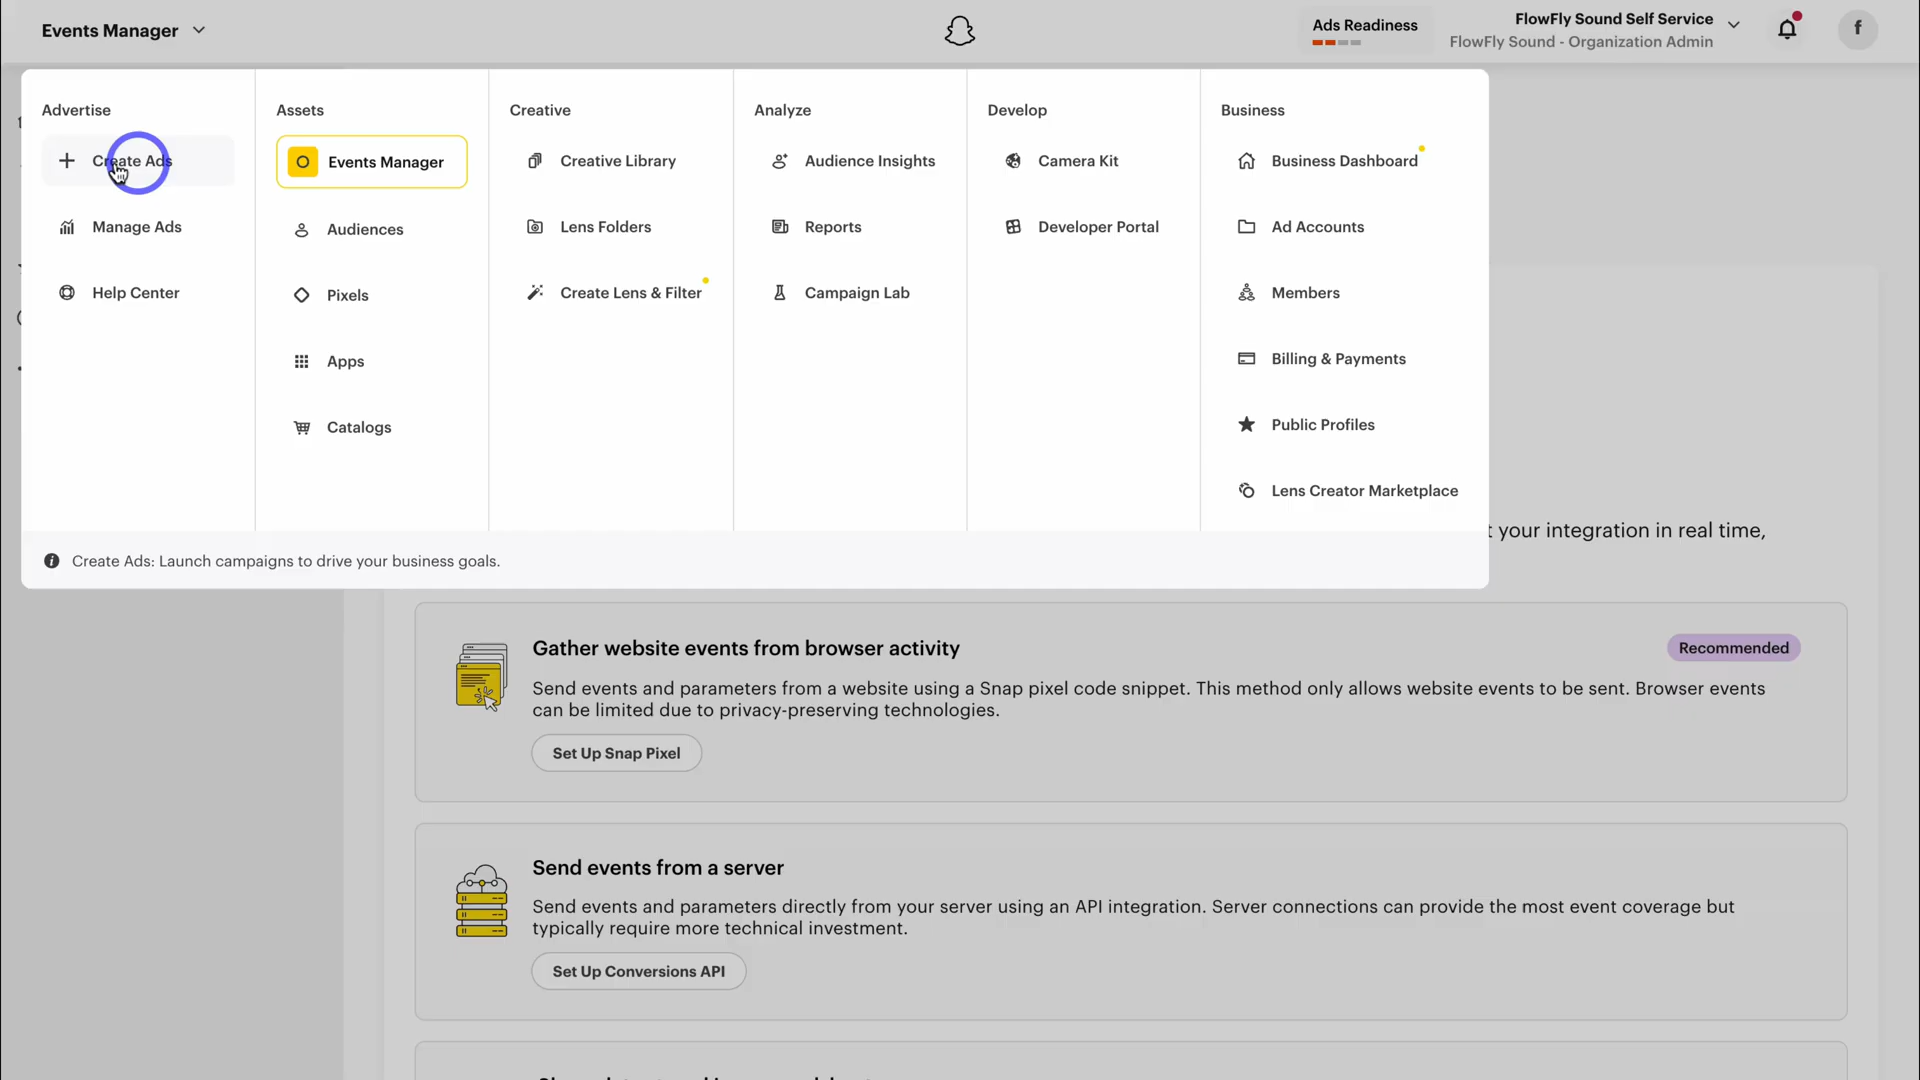 Events Manager
Ads Readiness
FlowFly Sound Self Service
FlowFly Sound - Organization Admin
f
Advertise
Create Ads
Manage Ads
Help Center
Assets
Events Manager
Audiences
Pixels
Apps
Catalogs
Creative
Creative Library
Lens Folders
Create Lens & Filter
Analyze
Audience Insights
Reports
Campaign Lab
Develop
Camera Kit
Developer Portal
Business
Business Dashboard
Ad Accounts
Members
Billing & Payments
Public Profiles
Lens Creator Marketplace
Create Ads: Launch campaigns to drive your business goals.
t your integration in real time,
Gather website events from browser activity
Recommended
Send events and parameters from a website using a Snap pixel code snippet. This method only allows website events to be sent. Browser events
can be limited due to privacy-preserving technologies.
Set Up Snap Pixel
Send events from a server
Send events and parameters directly from your server using an API integration. Server connections can provide the most event coverage but
typically require more technical investment.
Set Up Conversions API